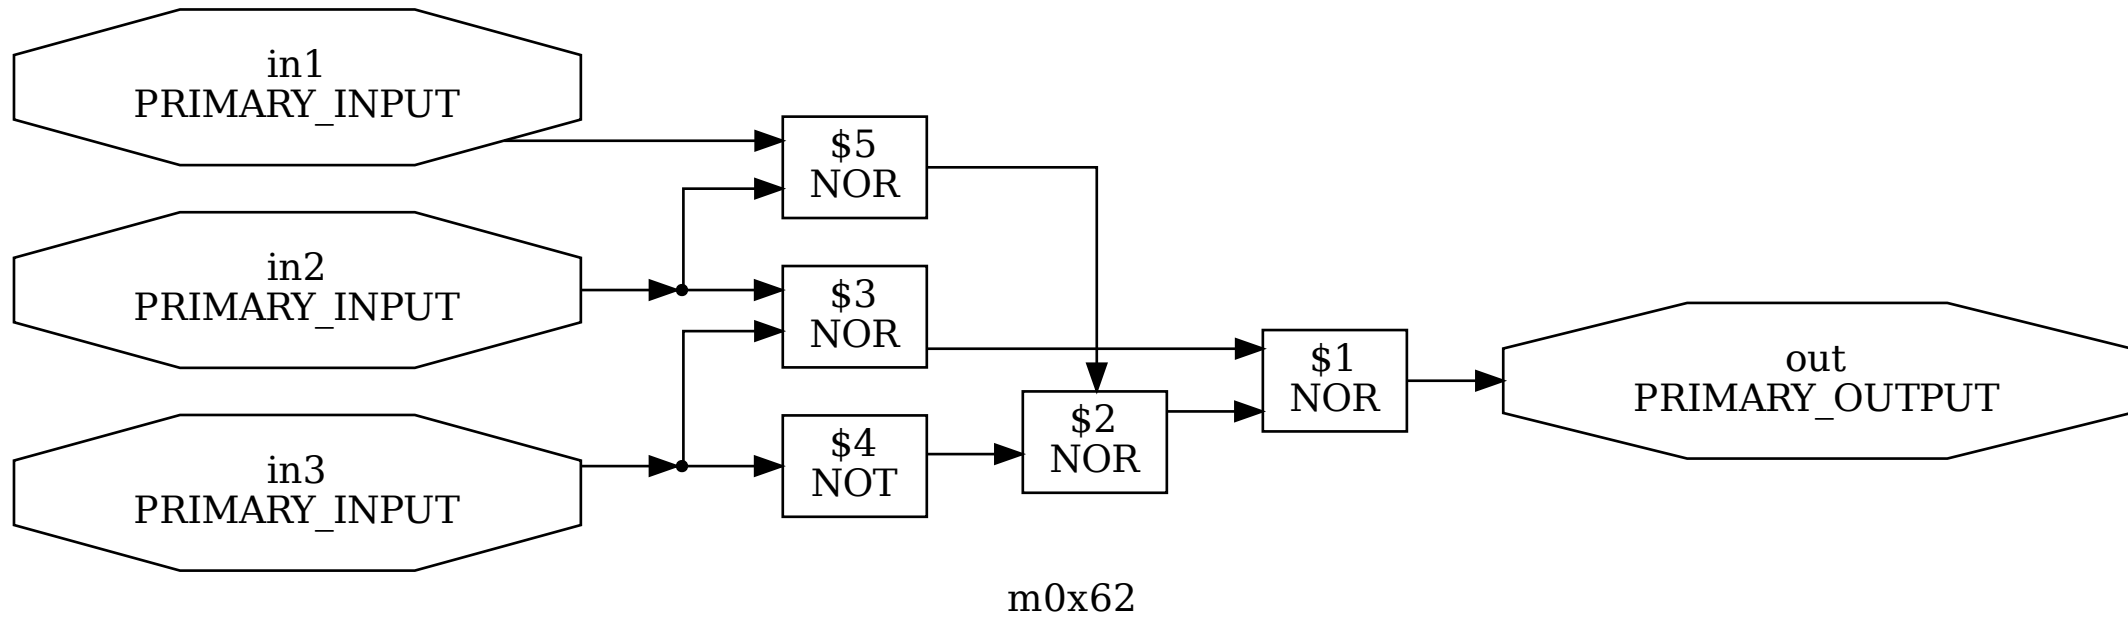 in1
PRIMARY_INPUT
$5
NOR
in2
PRIMARY_INPUT
$3
NOR
in3
PRIMARY_INPUT
$4
NOT
$2
NOR
$1
NOR
out
PRIMARY_OUTPUT
m0x62